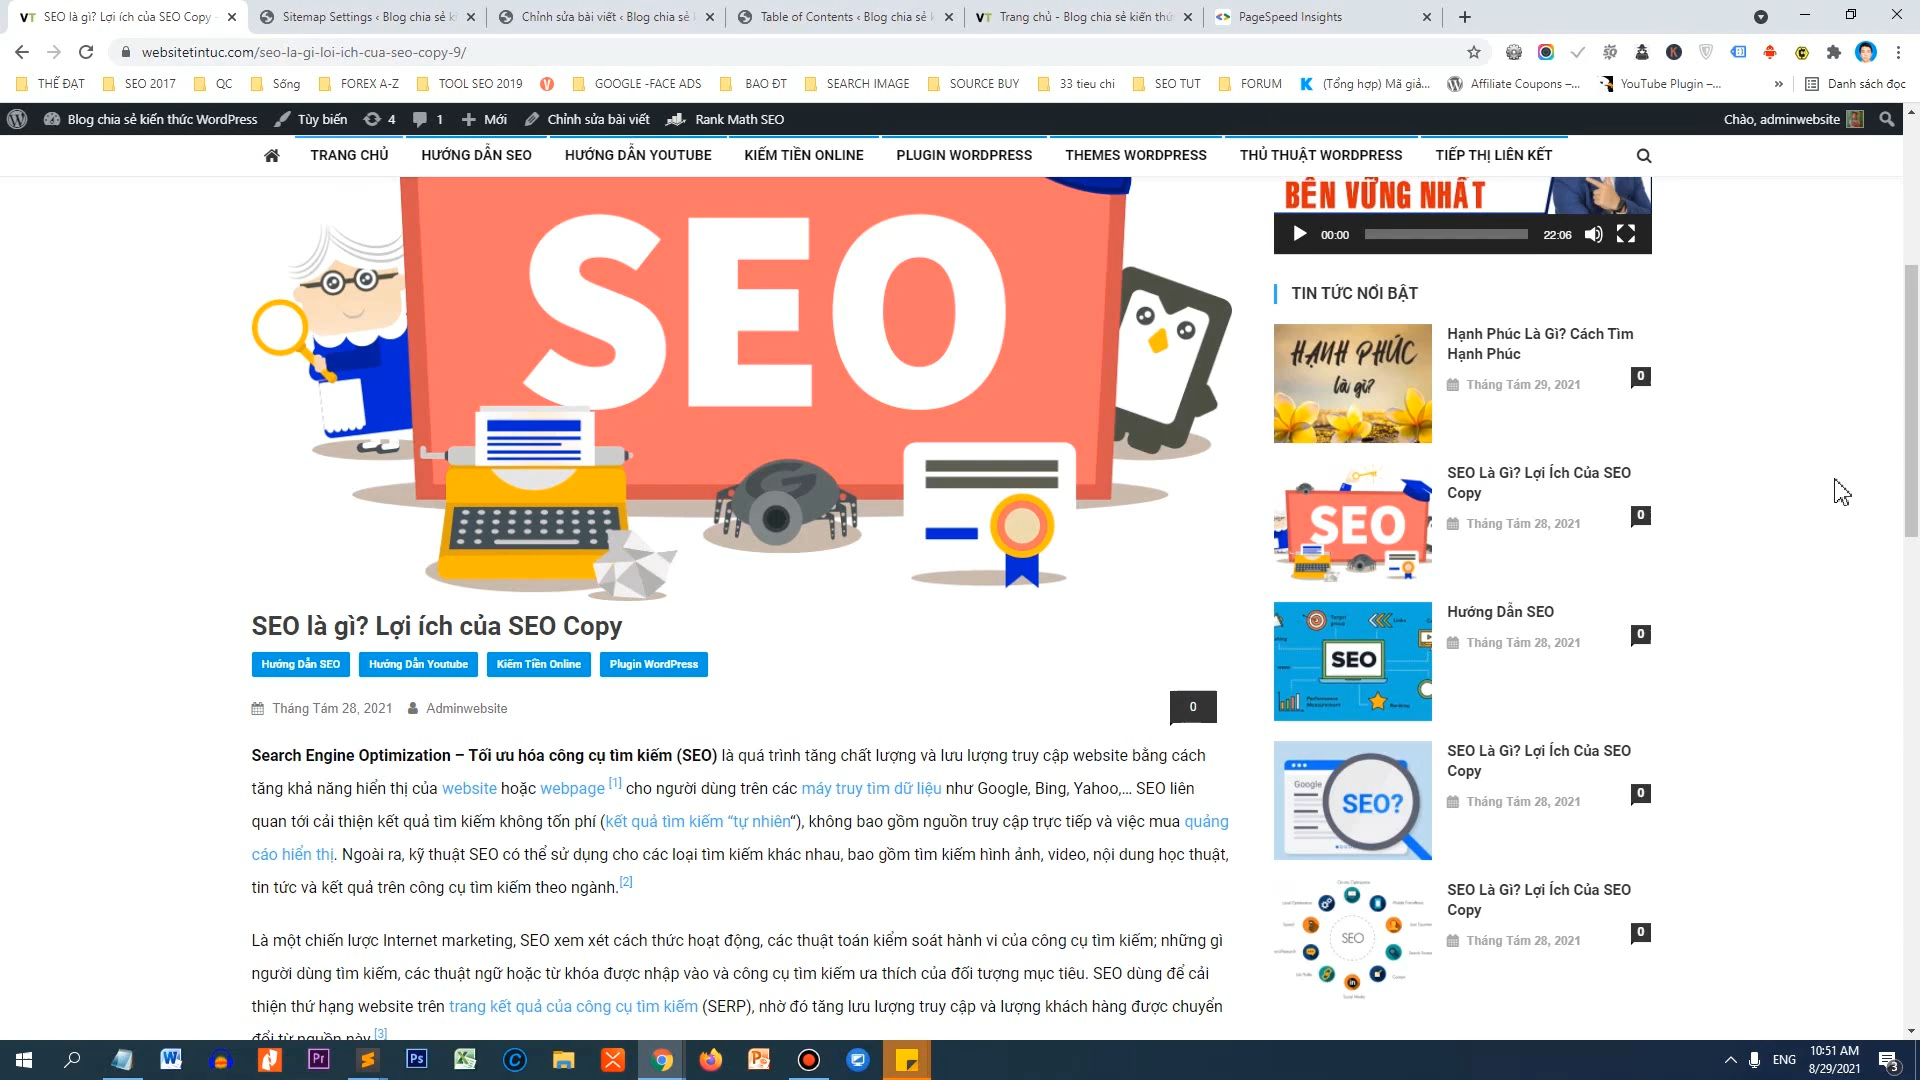 SEO là gì? Lợi ích của SEO Copy -
Sitemap Settings ‹ Blog chia sẻ ki
Chỉnh sửa bài viết ‹ Blog chia sẻ
Table of Contents ‹ Blog chia sẻ k
Trang chủ - Blog chia sẻ kiến thứ
PageSpeed Insights
websitetintuc.com/seo-la-gi-loi-ich-cua-seo-copy-9/
THẺ ĐẠT
SEO 2017
QC
Sống
FOREX A-Z
TOOL SEO 2019
GOOGLE -FACE ADS
BAO ĐT
SEARCH IMAGE
SOURCE BUY
33 tieu chi
SEO TUT
FORUM
(Tổng hợp) Mã giả...
Affiliate Coupons –...
YouTube Plugin –...
»
Danh sách đọc
Blog chia sẻ kiến thức WordPress
Tùy biến
4
1
Mới
Chỉnh sửa bài viết
Rank Math SEO
Chào, adminwebsite
TRANG CHỦ
HƯỚNG DẪN SEO
HƯỚNG DẪN YOUTUBE
KIẾM TIỀN ONLINE
PLUGIN WORDPRESS
THEMES WORDPRESS
THỦ THUẬT WORDPRESS
TIẾP THỊ LIÊN KẾT
SEO
BỀN VỮNG NHẤT
00:00
22:06
TIN TỨC NỔI BẬT
HẠNH PHÚC
là gì?
Hạnh Phúc Là Gì? Cách Tìm
Hạnh Phúc
Tháng Tám 29, 2021
0
SEO
SEO Là Gì? Lợi Ích Của SEO
Copy
Tháng Tám 28, 2021
0
SEO
Hướng Dẫn SEO
Tháng Tám 28, 2021
0
Google
SEO?
SEO Là Gì? Lợi Ích Của SEO
Copy
Tháng Tám 28, 2021
0
SEO
SEO Là Gì? Lợi Ích Của SEO
Copy
Tháng Tám 28, 2021
0
SEO là gì? Lợi ích của SEO Copy
Hướng Dẫn SEO
Hướng Dẫn Youtube
Kiếm Tiền Online
Plugin WordPress
Tháng Tám 28, 2021
Adminwebsite
0
Search Engine Optimization – Tối ưu hóa công cụ tìm kiếm (SEO) là quá trình tăng chất lượng và lưu lượng truy cập website bằng cách
tăng khả năng hiển thị của website hoặc webpage [1] cho người dùng trên các máy truy tìm dữ liệu như Google, Bing, Yahoo,... SEO liên
quan tới cải thiện kết quả tìm kiếm không tốn phí (kết quả tìm kiếm “tự nhiên“), không bao gồm nguồn truy cập trực tiếp và việc mua quảng
cáo hiển thị. Ngoài ra, kỹ thuật SEO có thể sử dụng cho các loại tìm kiếm khác nhau, bao gồm tìm kiếm hình ảnh, video, nội dung học thuật,
tin tức và kết quả trên công cụ tìm kiếm theo ngành.[2]
Là một chiến lược Internet marketing, SEO xem xét cách thức hoạt động, các thuật toán kiểm soát hành vi của công cụ tìm kiếm; những gì
người dùng tìm kiếm, các thuật ngữ hoặc từ khóa được nhập vào và công cụ tìm kiếm ưa thích của đối tượng mục tiêu. SEO dùng để cải
thiện thứ hạng website trên trang kết quả của công cụ tìm kiếm (SERP), nhờ đó tăng lưu lượng truy cập và lượng khách hàng được chuyển
đổi từ nguồn này.[3]
ENG
10:51 AM
8/29/2021
3